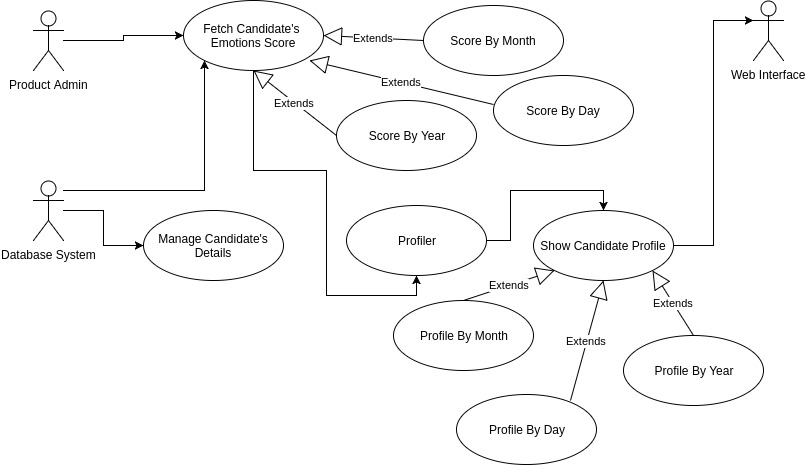 Fetch Candidate's
Emotions Score
Extends
Score By Month
Product Admin
Web Interface
Extends
Extends
Score By Day
Score By Year
Database System
Manage Candidate's
Details
Profiler
Show Candidate Profile
Extends
Extends
Profile By Month
Extends
Profile By Year
Profile By Day